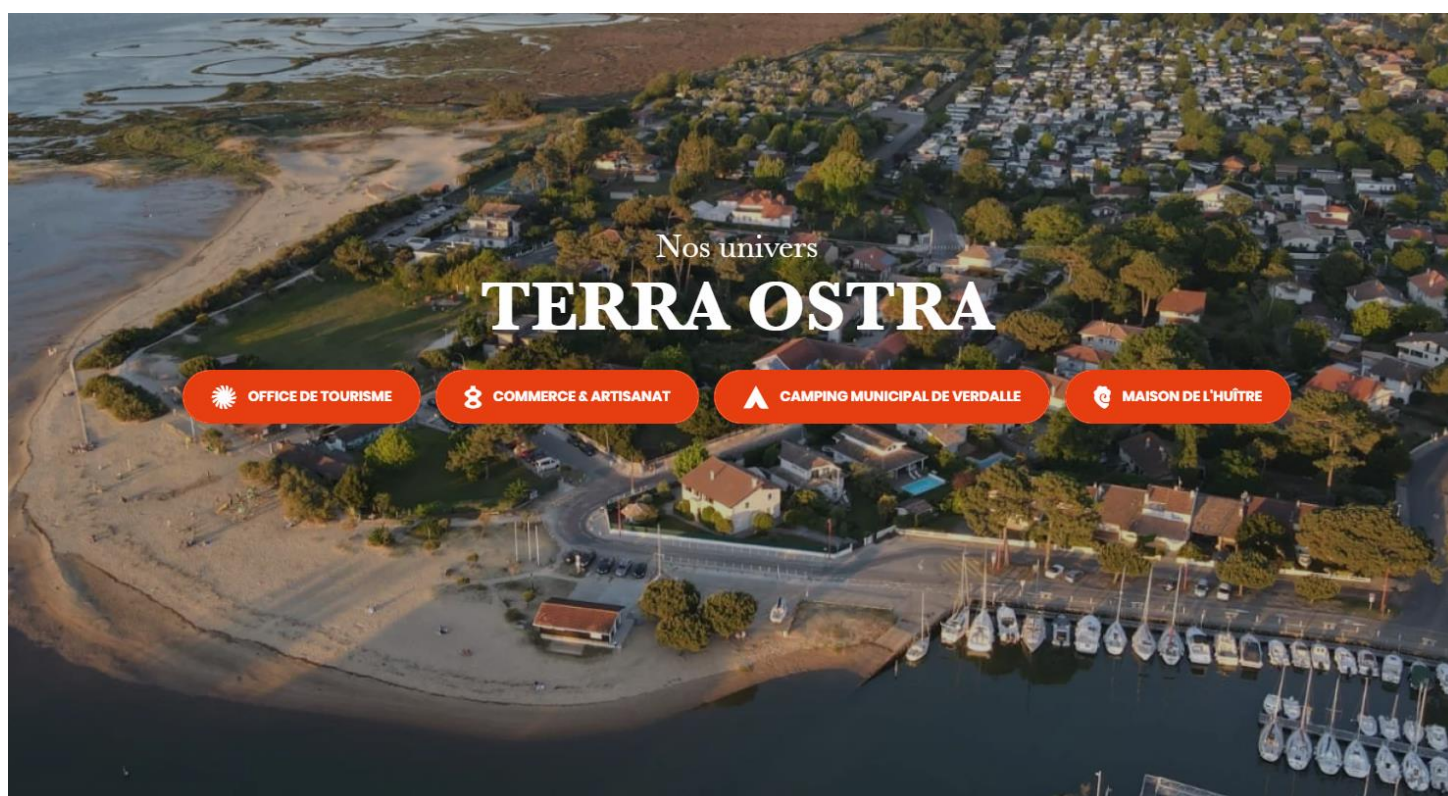 Nos univers
TERRA OSTRA
OFFICE DE TOURISME
COMMERCE & ARTISANAT
CAMPING MUNICIPAL DE VERDALLE
MAISON DE L'HUÎTRE